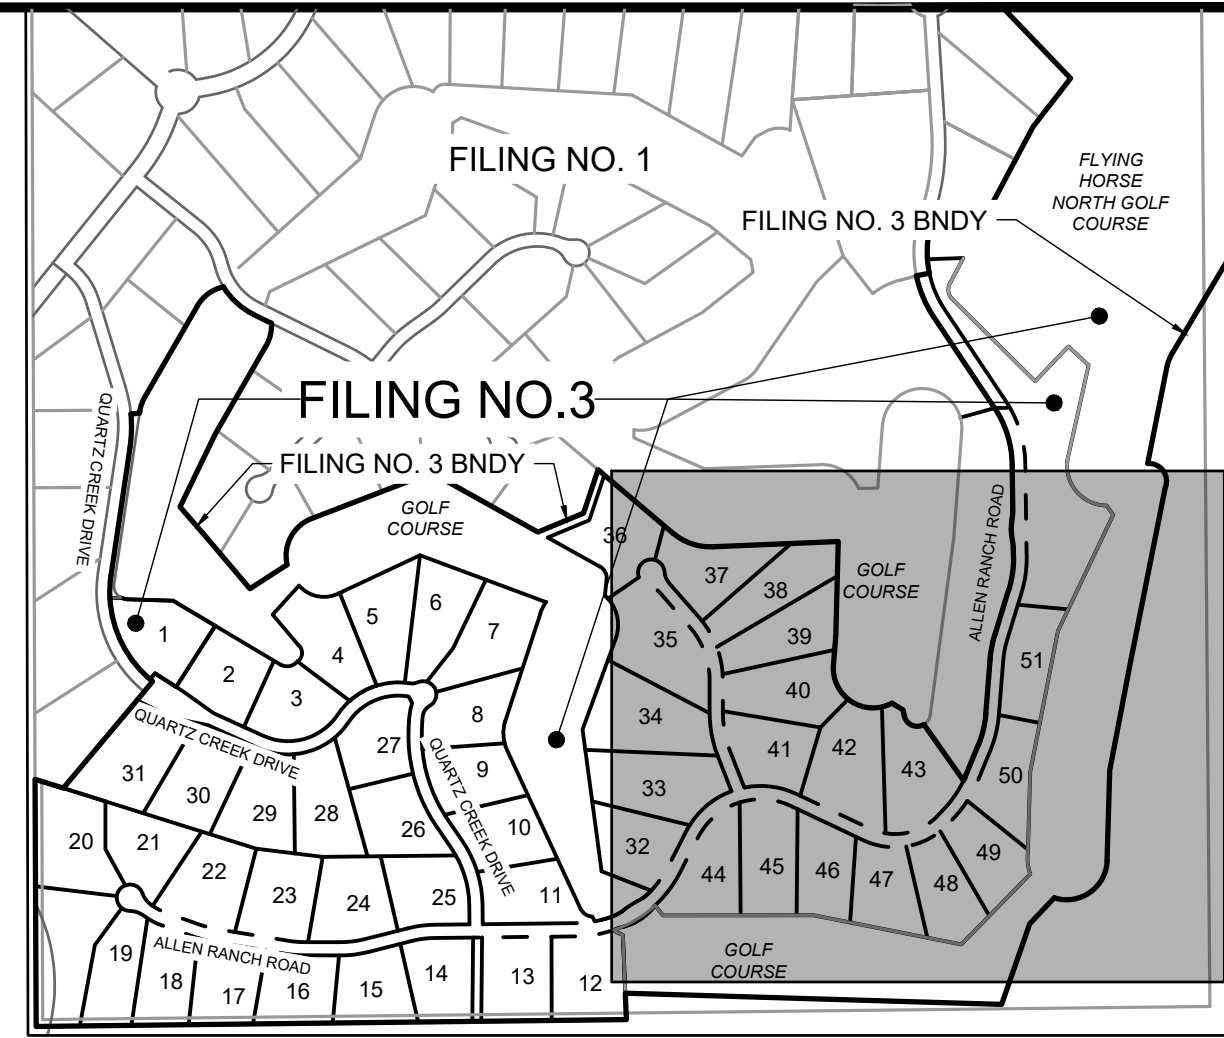 FILING NO. 1
FLYING
HORSE
NORTH GOLF
COURSE
FILING NO. 3 BNDY
FILING NO.3
FILING NO. 3 BNDY
GOLF
COURSE
QUARTZ CREEK DRIVE
ALLEN RANCH ROAD
GOLF
COURSE
36
37
38
39
35
40
34
41
42
43
33
32
51
50
49
48
47
46
45
44
1
2
3
4
5
6
7
8
9
10
11
QUARTZ CREEK DRIVE
QUARTZ CREEK DRIVE
27
26
25
31
30
29
28
20
21
22
23
24
ALLEN RANCH ROAD
19
18
17
16
15
14
13
12
GOLF
COURSE